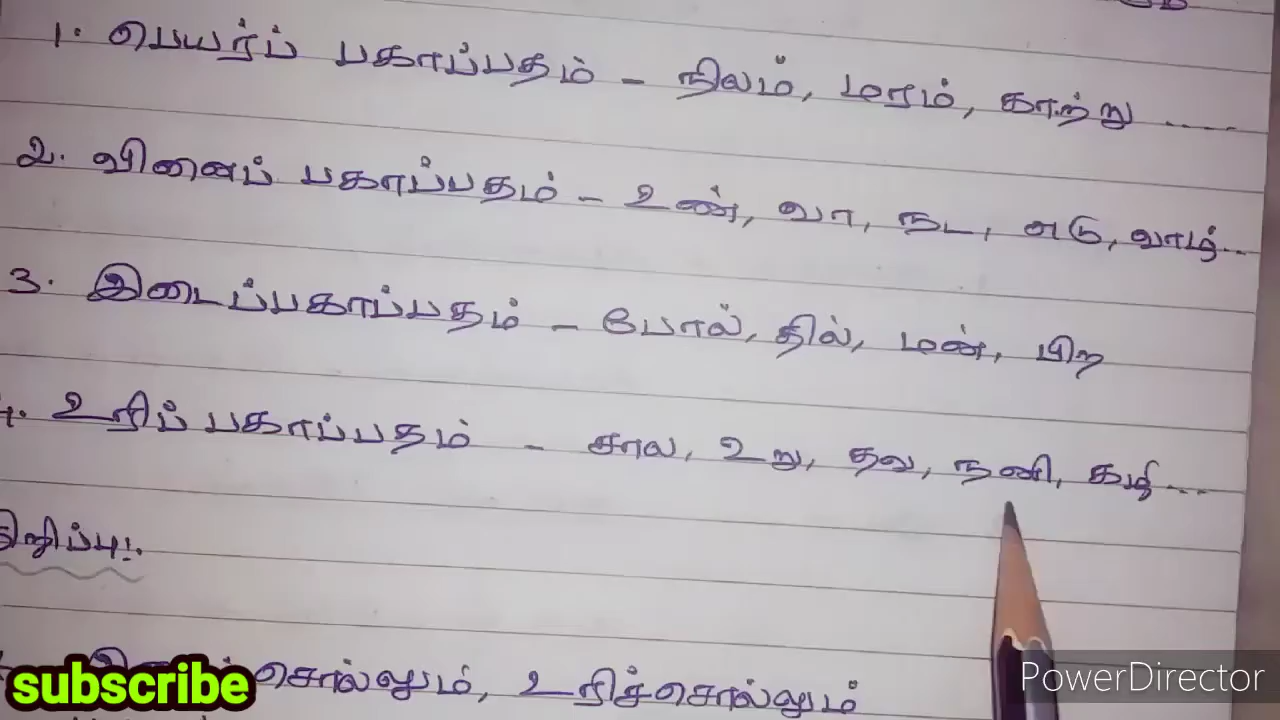 1. பெயர்ப் பகாப்பதம் - நிலம், மரம், காற்று ....
2. வினைப் பகாப்பதம் - உண், வா, நட, எடு, வாழ்...
3. இடைப்பகாப்பதம் - போல், தில், மன், பிற
4. உரிப் பகாப்பதம் - சால, உறு, தவ, நனி, கழி...
குறிப்பு:
சொல்லும், உரிச்சொல்லும்
subscribe
PowerDirector